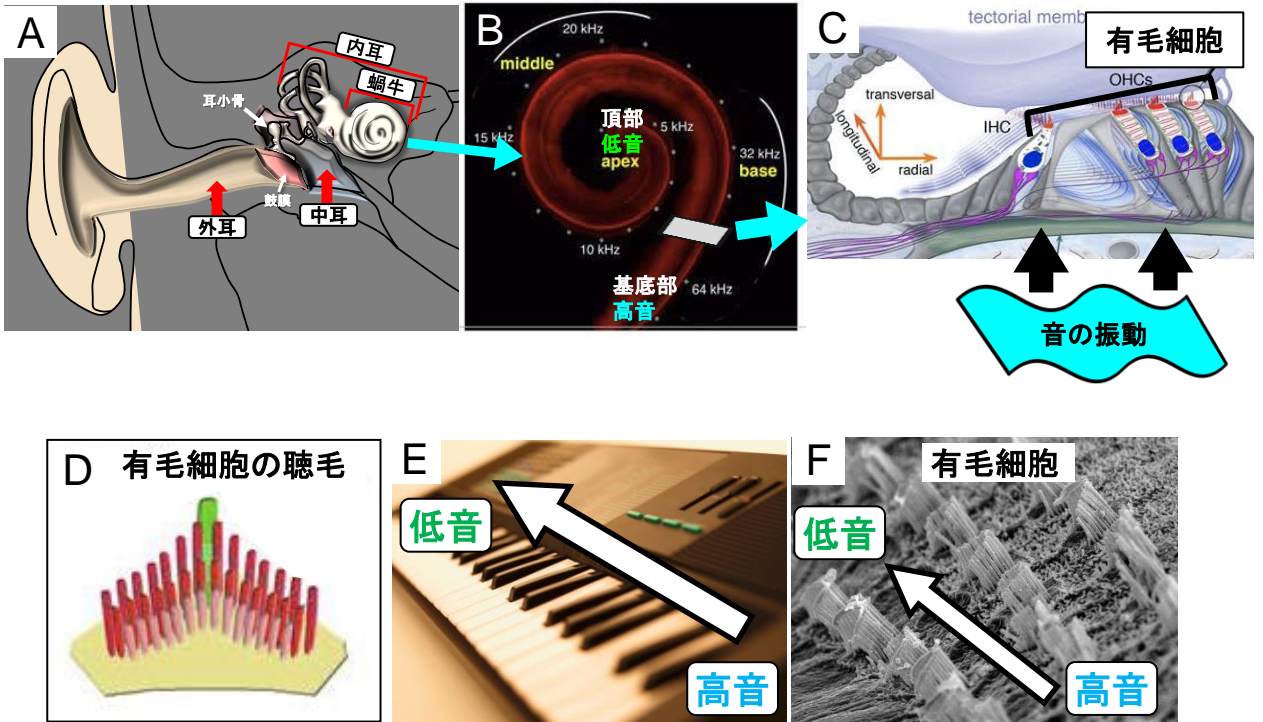 A
内耳
蝸牛
耳小骨
鼓膜
外耳
中耳
B
20 kHz
middle
15 kHz
頂部
低音
apex
5 kHz
32 kHz
base
10 kHz
基底部
高音
64 kHz
C
tectorial memb
有毛細胞
OHCs
IHC
transversal
longitudinal
radial
音の振動
D
有毛細胞の聴毛
E
低音
高音
F
有毛細胞
低音
高音